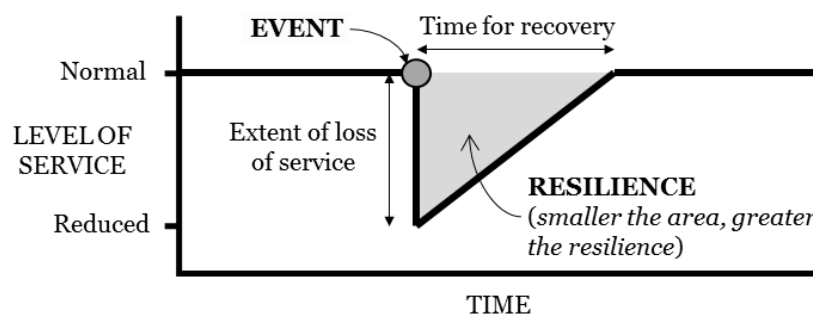 EVENT
Time for recovery
Normal
LEVEL OF
SERVICE
Extent of loss
of service
RESILIENCE
(smaller the area, greater
the resilience)
Reduced
TIME